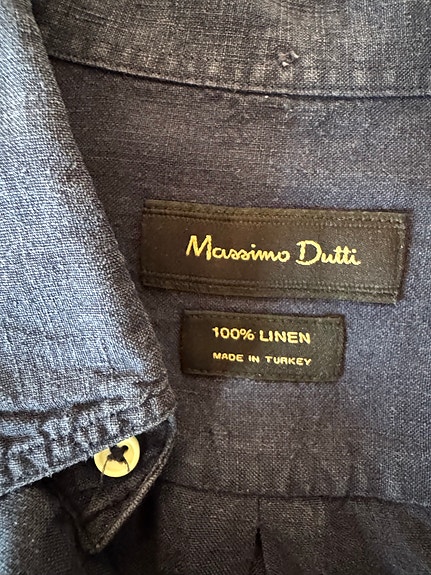 Massimo Dutti
100% LINEN
MADE IN TURKEY